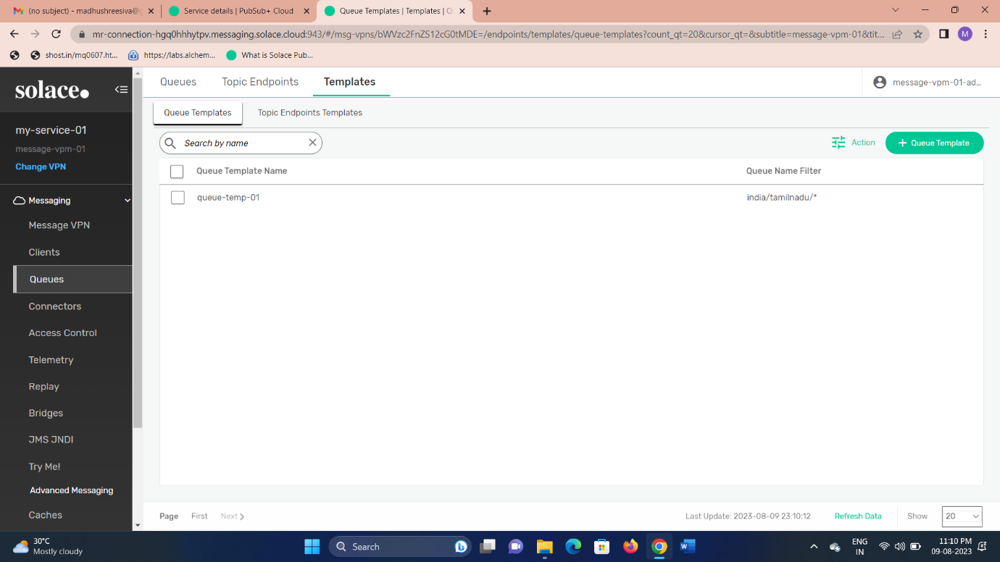 (no subject) - madhushreesiva@g
Service details | PubSub+ Cloud
Queue Templates | Templates | Q
mr-connection-hgq0hhhytpv.messaging.solace.cloud:943/#/msg-vpns/bWVzc2FnZS12cG0tMDE=/endpoints/templates/queue-templates?count_qt=20&cursor_qt=&subtitle=message-vpm-01&tit...
M
shost.in/mq0607.ht...
https://labs.alchem...
What is Solace Pub...
solace.
Queues
Topic Endpoints
Templates
message-vpm-01-ad...
Queue Templates
Topic Endpoints Templates
my-service-01
message-vpm-01
Change VPN
Search by name
Action
+ Queue Template
Queue Template Name
Queue Name Filter
queue-temp-01
india/tamilnadu/*
Messaging
Message VPN
Clients
Queues
Connectors
Access Control
Telemetry
Replay
Bridges
JMS JNDI
Try Me!
Advanced Messaging
Caches
Page
First
Next
Last Update: 2023-08-09 23:10:12
Refresh Data
Show
20
30°C
Mostly cloudy
Search
ENG
IN
11:10 PM
09-08-2023